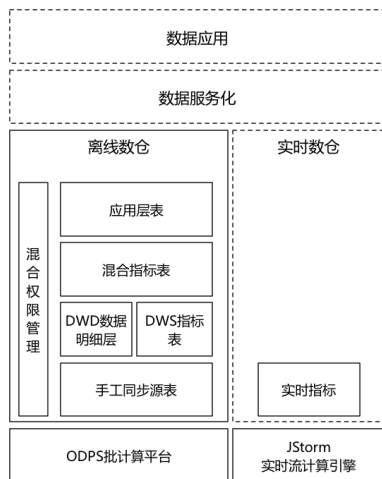 数据应用
数据服务化
离线数仓
实时数仓
混合权限管理
应用层表
混合指标表
DWD数据
明细层
DWS指标
表
手工同步源表
实时指标
ODPS批计算平台
JStorm
实时流计算引擎